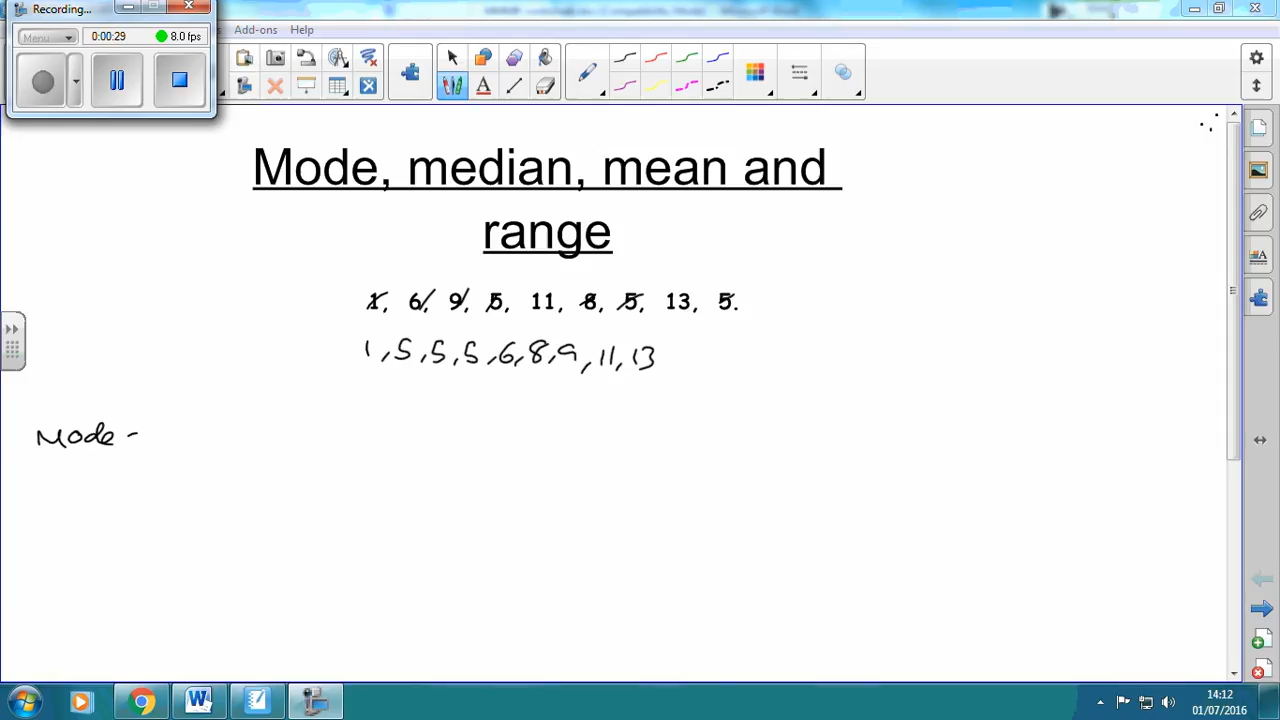 Recording...
Menu
0:00:29
8.0 fps
Add-ons Help
Mode, median, mean and
range
1, 6, 9, 5, 11, 8, 5, 13, 5.
1, 5, 5, 5, 6, 8, 9, 11, 13
Mode -
14:12
01/07/2016